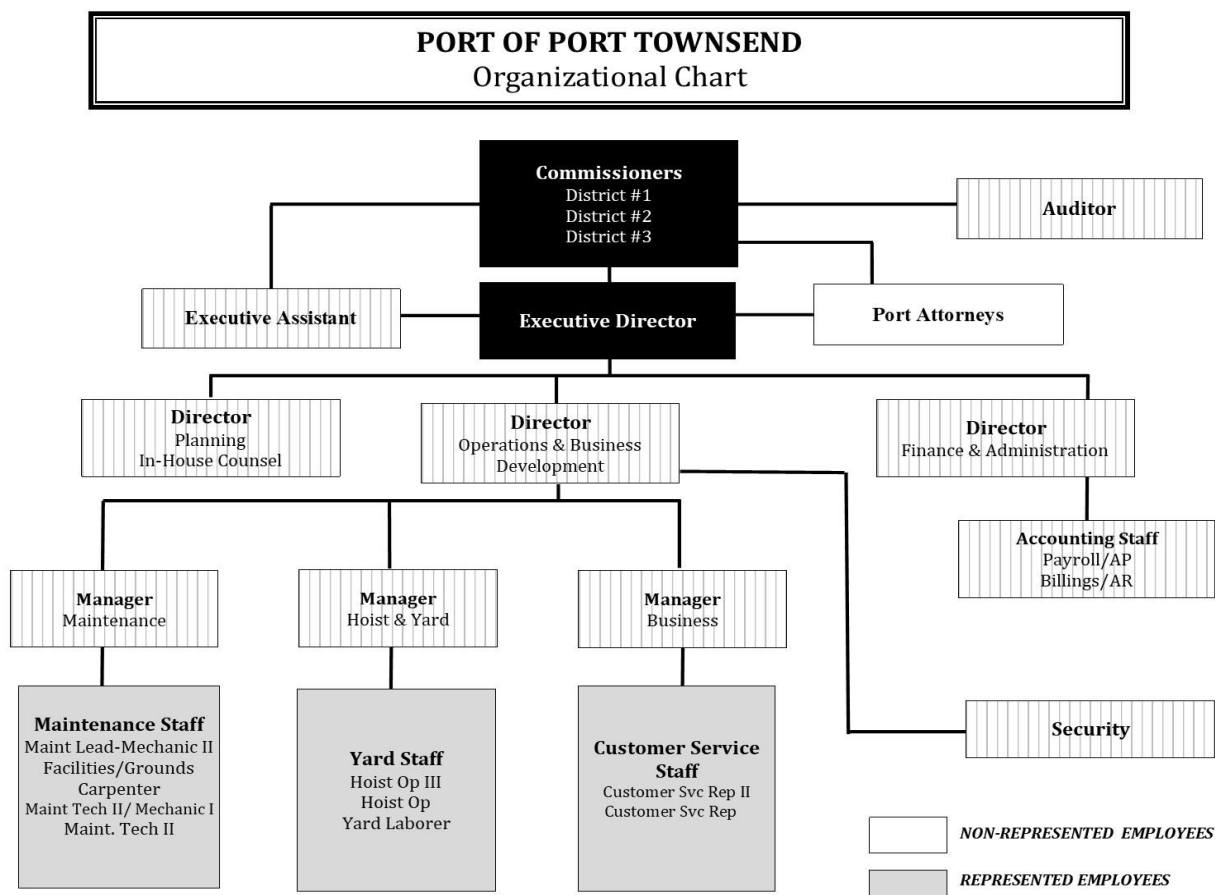 PORT OF PORT TOWNSEND
Organizational Chart
Commissioners
District #1
District #2
District #3
Auditor
Executive Assistant
Executive Director
Port Attorneys
Director
Planning
In-House Counsel
Director
Operations & Business
Development
Director
Finance & Administration
Accounting Staff
Payroll/AP
Billings/AR
Manager
Maintenance
Manager
Hoist & Yard
Manager
Business
Maintenance Staff
Maint Lead-Mechanic II
Facilities/Grounds
Carpenter
Maint Tech II/ Mechanic I
Maint. Tech II
Yard Staff
Hoist Op III
Hoist Op
Yard Laborer
Customer Service
Staff
Customer Svc Rep II
Customer Svc Rep
Security
NON-REPRESENTED EMPLOYEES
REPRESENTED EMPLOYEES